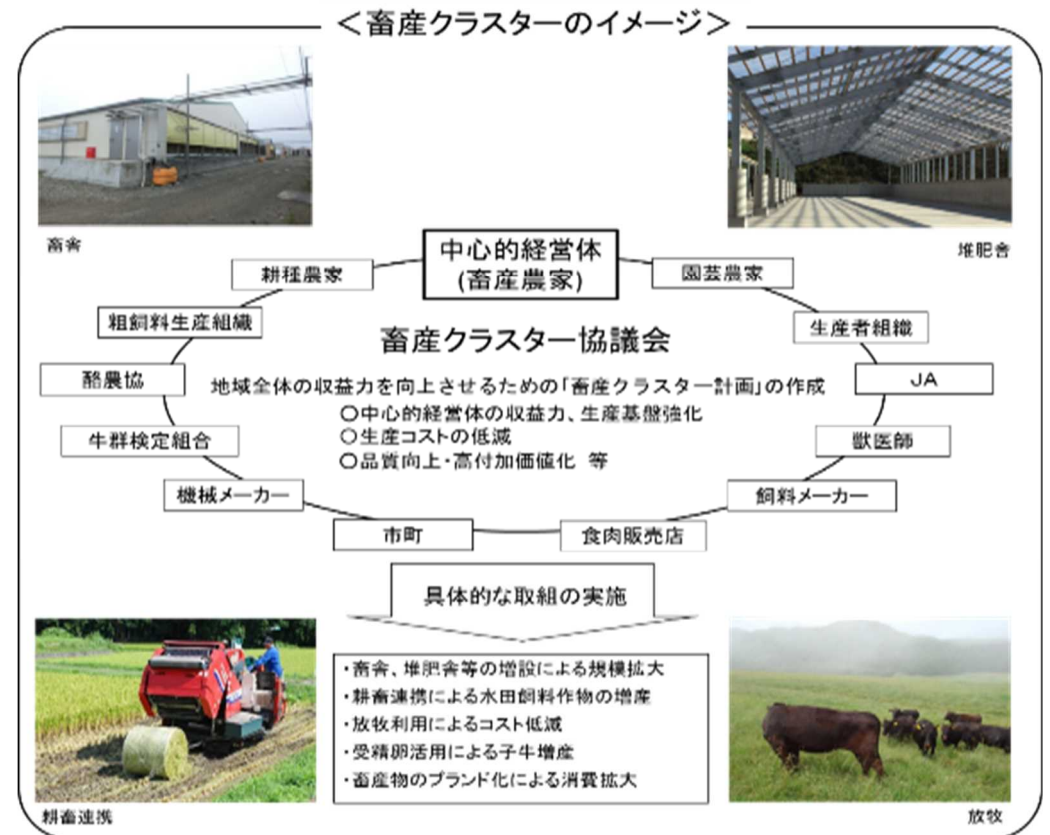 ＜畜産クラスターのイメージ＞
畜舎
堆肥舎
中心的経営体
(畜産農家)
耕種農家
園芸農家
粗飼料生産組織
生産者組織
畜産クラスター協議会
酪農協
JA
地域全体の収益力を向上させるための「畜産クラスター計画」の作成
○中心的経営体の収益力、生産基盤強化
○生産コストの低減
○品質向上・高付加価値化 等
牛群検定組合
獣医師
機械メーカー
飼料メーカー
市町
食肉販売店
具体的な取組の実施
・畜舎、堆肥舎等の増設による規模拡大
・耕畜連携による水田飼料作物の増産
・放牧利用によるコスト低減
・受精卵活用による子牛増産
・畜産物のブランド化による消費拡大
耕畜連携
放牧